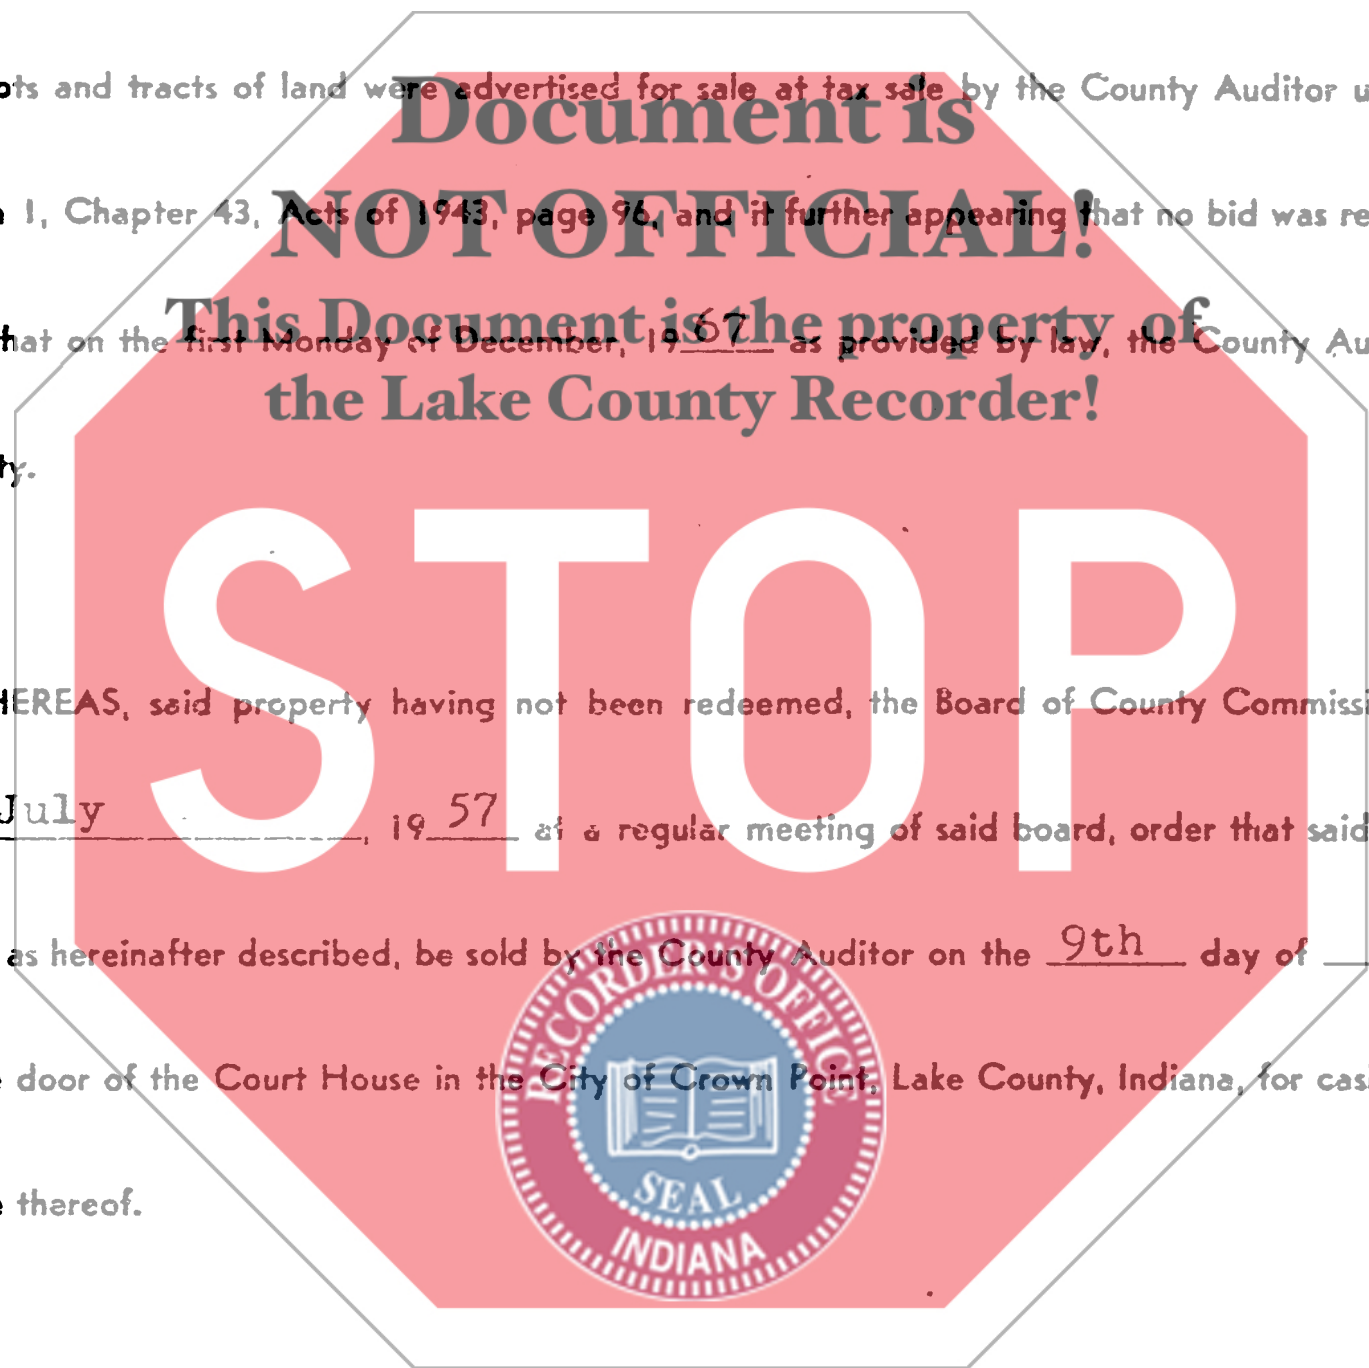 ots and tracts of land were advertised for sale at tax sale by the County Auditor u
Document is
1, Chapter 43, Acts of 1943, page 96, and it further appearing that no bid was re
NOT OFFICIAL!
This Document is the property of
hat on the first Monday of December, 1967 as provided by law, the County Au
the Lake County Recorder!
ty.
STOP
HEREAS, said property having not been redeemed, the Board of County Commissi
July, 1957 at a regular meeting of said board, order that said
as hereinafter described, be sold by the County Auditor on the 9th day of
RECORDER'S OFFICE
door of the Court House in the City of Crown Point, Lake County, Indiana, for cas
SEAL
thereof.
INDIANA